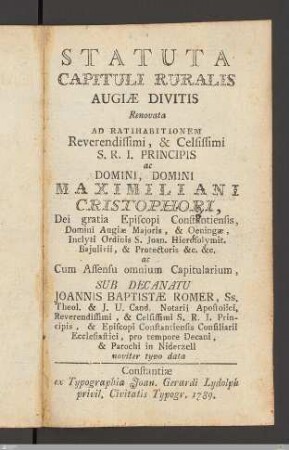 STATUTA
CAPITULI RURALIS
AUGIÆ DIVITIS
Renovata
AD RATIHABITIONEM
Reverendissimi, & Celsissimi
S. R. I. PRINCIPIS
ac
DOMINI, DOMINI
MAXIMILIANI
CRISTOPHORI,
Dei gratia Episcopi Constantiensis,
Domini Augiæ Majoris, & Oeningæ,
Inclyti Ordinis S. Joan. Hierosolymit.
Bajulivii, & Protectoris &c. &c.
ac
Cum Assensu omnium Capitularium,
SUB DECANATU
JOANNIS BAPTISTÆ ROMER, Ss.
Theol. & J. U. Cand. Notarii Apostolici,
Reverendissimi, & Celsissimi S. R. I. Prin-
cipis, & Episcopi Constantiensis Consiliarii
Ecclesiastici, pro tempore Decani,
& Parochi in Niderzell
noviter typo data
Constantiæ
ex Typographia Joan. Gerardi Lydolph
privil. Civitatis Typogr. 1789.